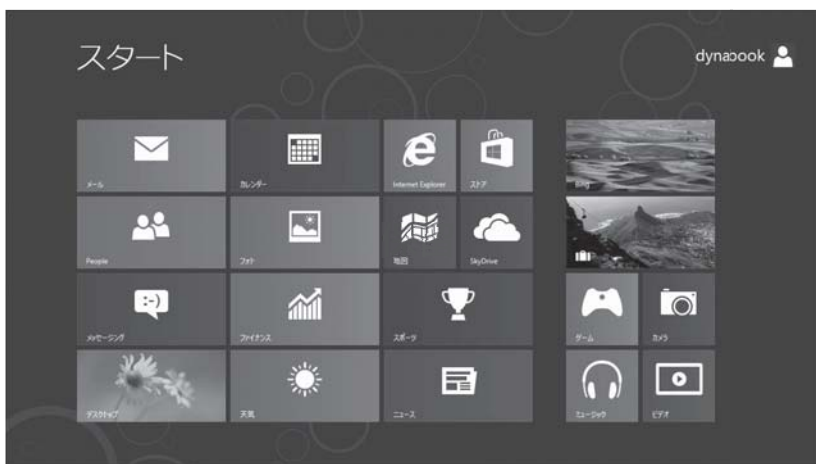 スタート
dynabook
メール
カレンダー
Internet Explorer
ストア
Bing
People
フォト
地図
SkyDrive
メッセージング
ファイナンス
スポーツ
ゲーム
カメラ
デスクトップ
天気
ニュース
ミュージック
ビデオ